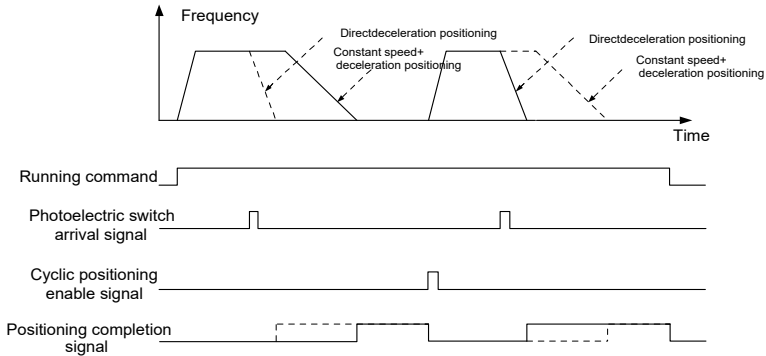 Frequency
Directdeceleration positioning
Constant speed+
deceleration positioning
Directdeceleration positioning
Constant speed+
deceleration positioning
Time
Running command
Photoelectric switch
arrival signal
Cyclic positioning
enable signal
Positioning completion
signal